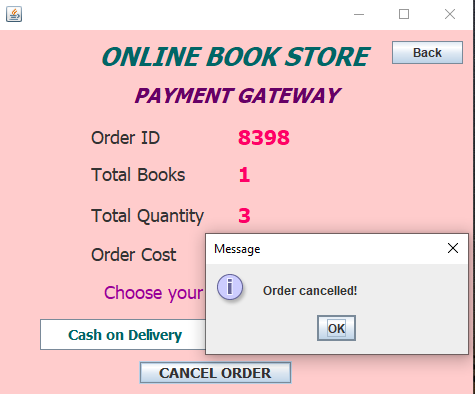 ONLINE BOOK STORE
Back
PAYMENT GATEWAY
Order ID 8398
Total Books 1
Total Quantity 3
Order Cost
Message
Order cancelled!
OK
Choose your
Cash on Delivery
CANCEL ORDER